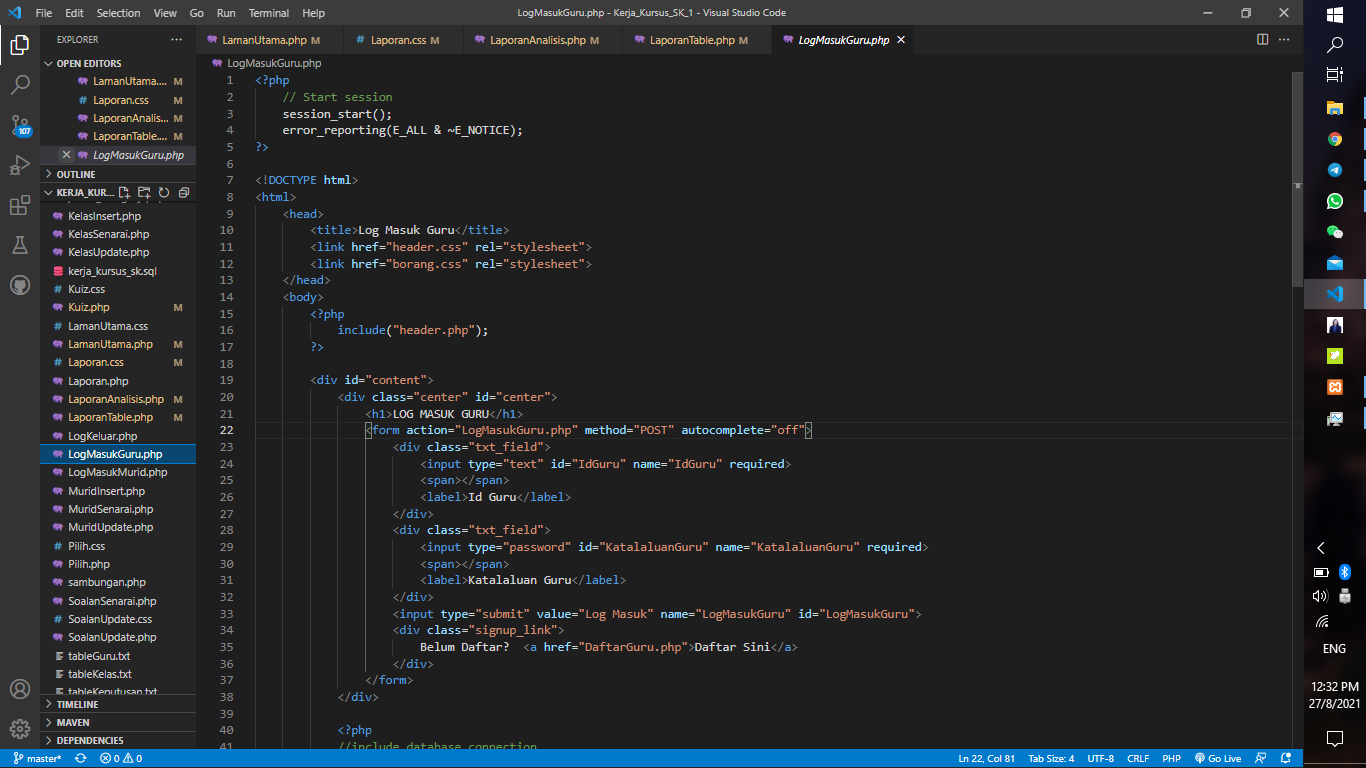 File Edit Selection View Go Run Terminal Help
LogMasukGuru.php - Kerja_Kursus_SK_1 - Visual Studio Code
EXPLORER
OPEN EDITORS
LamanUtama.... M
Laporan.css M
LaporanAnalis... M
LaporanTable.... M
LogMasukGuru.php
OUTLINE
KERJA_KUR...
KelasInsert.php
KelasSenarai.php
KelasUpdate.php
kerja_kursus_sk.sql
Kuiz.css
Kuiz.php M
LamanUtama.css
LamanUtama.php M
Laporan.css M
Laporan.php
LaporanAnalisis.php M
LaporanTable.php M
LogKeluar.php
LogMasukGuru.php
LogMasukMurid.php
MuridInsert.php
MuridSenarai.php
MuridUpdate.php
Pilih.css
Pilih.php
sambungan.php
SoalanSenarai.php
SoalanUpdate.css
SoalanUpdate.php
tableGuru.txt
tableKelas.txt
tableKeputusan.txt
TIMELINE
MAVEN
DEPENDENCIES
107
LamanUtama.php M
Laporan.css M
LaporanAnalisis.php M
LaporanTable.php M
LogMasukGuru.php
LogMasukGuru.php
1 <?php
2 // Start session
3 session_start();
4 error_reporting(E_ALL & ~E_NOTICE);
5 ?>
6
7 <!DOCTYPE html>
8 <html>
9 <head>
10 <title>Log Masuk Guru</title>
11 <link href="header.css" rel="stylesheet">
12 <link href="borang.css" rel="stylesheet">
13 </head>
14 <body>
15 <?php
16 include("header.php");
17 ?>
18
19 <div id="content">
20 <div class="center" id="center">
21 <h1>LOG MASUK GURU</h1>
22 <form action="LogMasukGuru.php" method="POST" autocomplete="off">
23 <div class="txt_field">
24 <input type="text" id="IdGuru" name="IdGuru" required>
25 <span></span>
26 <label>Id Guru</label>
27 </div>
28 <div class="txt_field">
29 <input type="password" id="KatalaluanGuru" name="KatalaluanGuru" required>
30 <span></span>
31 <label>Katalaluan Guru</label>
32 </div>
33 <input type="submit" value="Log Masuk" name="LogMasukGuru" id="LogMasukGuru">
34 <div class="signup_link">
35 Belum Daftar? <a href="DaftarGuru.php">Daftar Sini</a>
36 </div>
37 </form>
38 </div>
39
40 <?php
41 //include database connection
master* 0 0
Ln 22, Col 81 Tab Size: 4 UTF-8 CRLF PHP Go Live
ENG
12:32 PM
27/8/2021